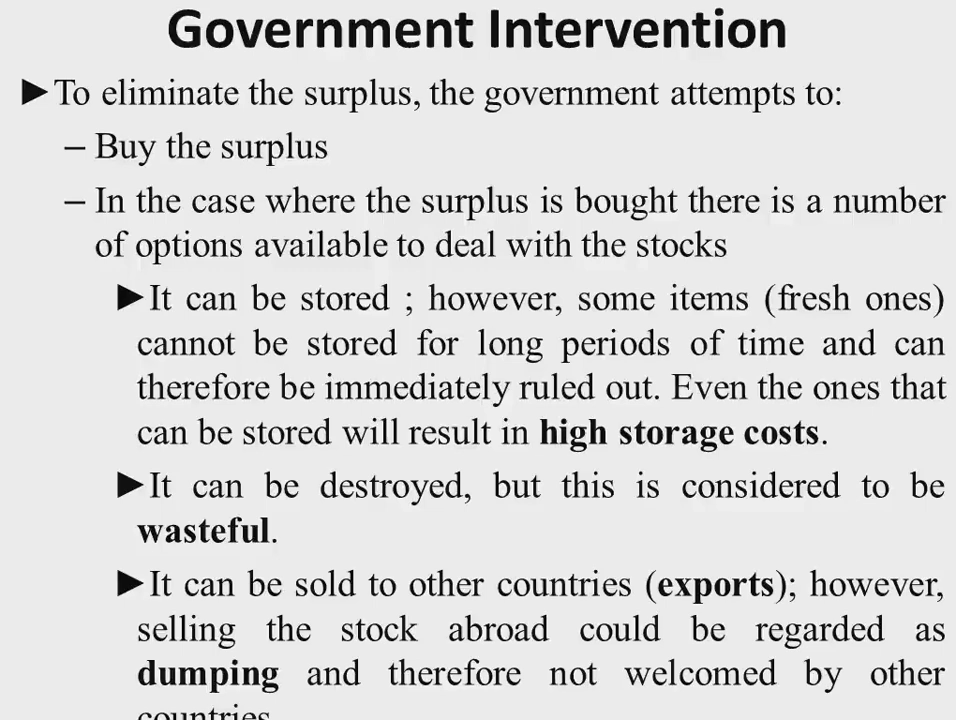 Government Intervention
►To eliminate the surplus, the government attempts to:
– Buy the surplus
– In the case where the surplus is bought there is a number
of options available to deal with the stocks
►It can be stored ; however, some items (fresh ones)
cannot be stored for long periods of time and can
therefore be immediately ruled out. Even the ones that
can be stored will result in high storage costs.
►It can be destroyed, but this is considered to be
wasteful.
►It can be sold to other countries (exports); however,
selling the stock abroad could be regarded as
dumping and therefore not welcomed by other
countries.